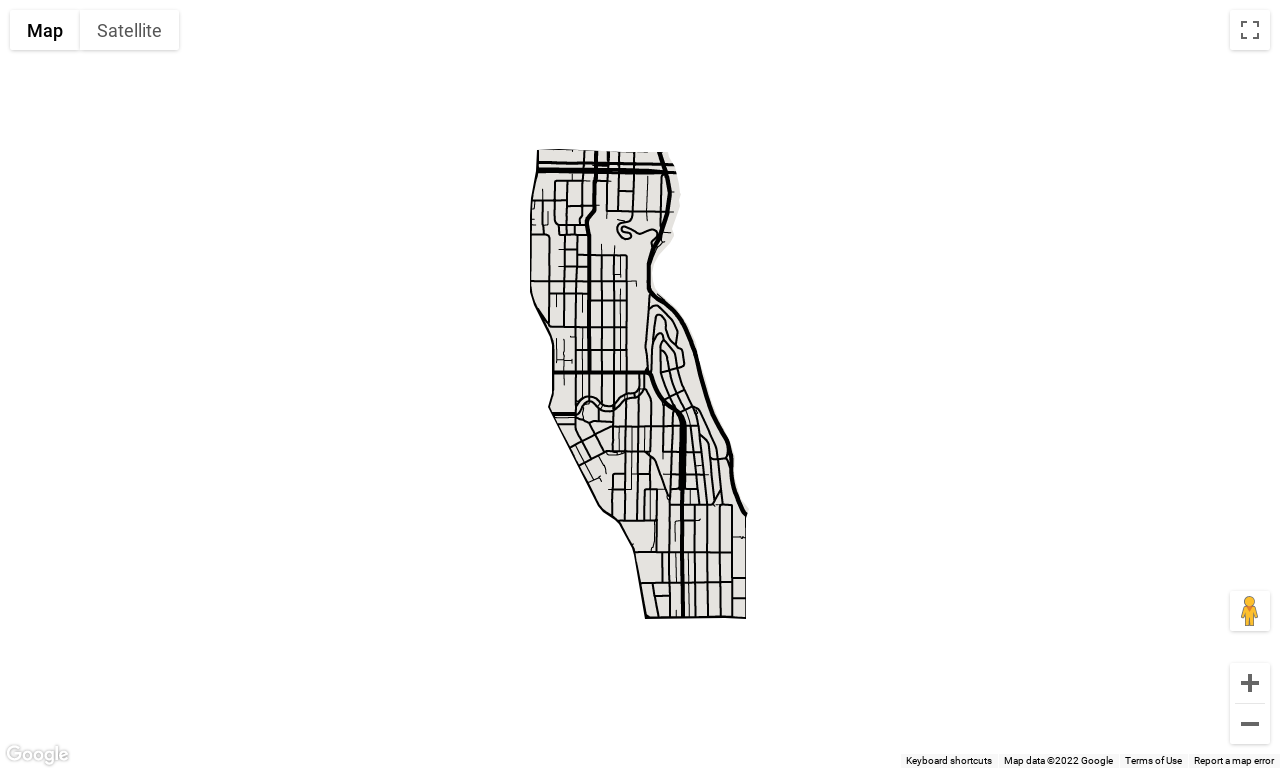 Map Satellite
Google
Keyboard shortcuts Map data ©2022 Google Terms of Use Report a map error